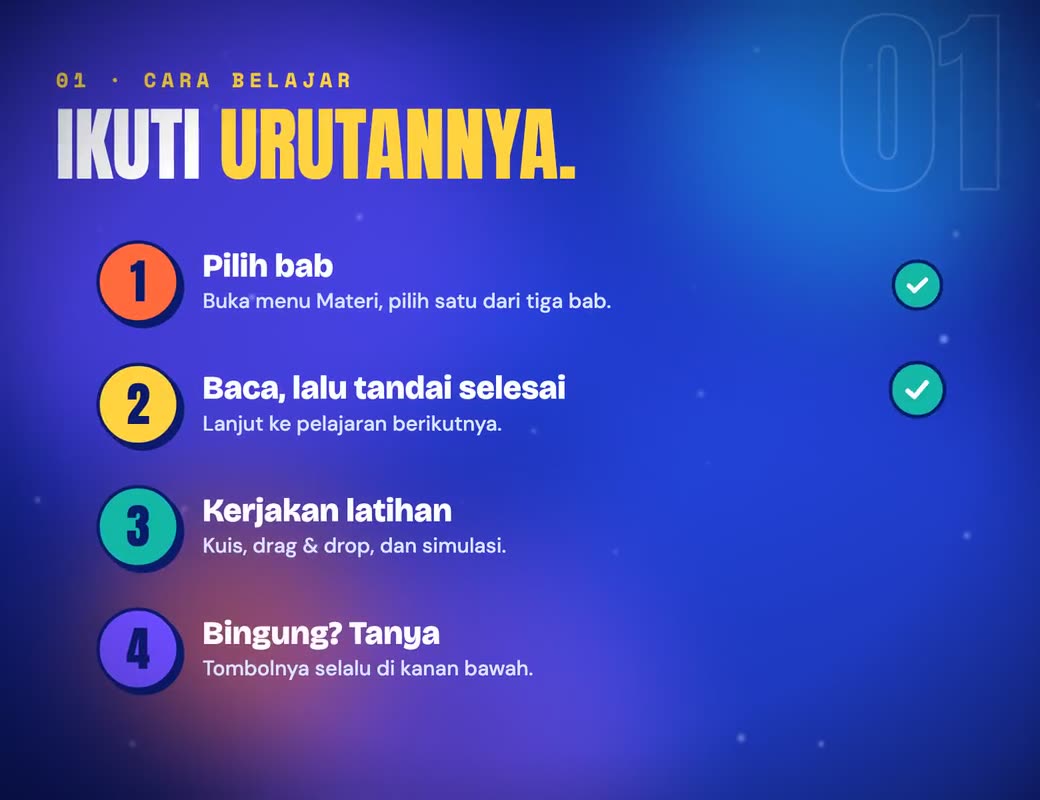 01 · CARA BELAJAR
01
IKUTI URUTANNYA.
1
Pilih bab
Buka menu Materi, pilih satu dari tiga bab.
2
Baca, lalu tandai selesai
Lanjut ke pelajaran berikutnya.
3
Kerjakan latihan
Kuis, drag & drop, dan simulasi.
4
Bingung? Tanya
Tombolnya selalu di kanan bawah.